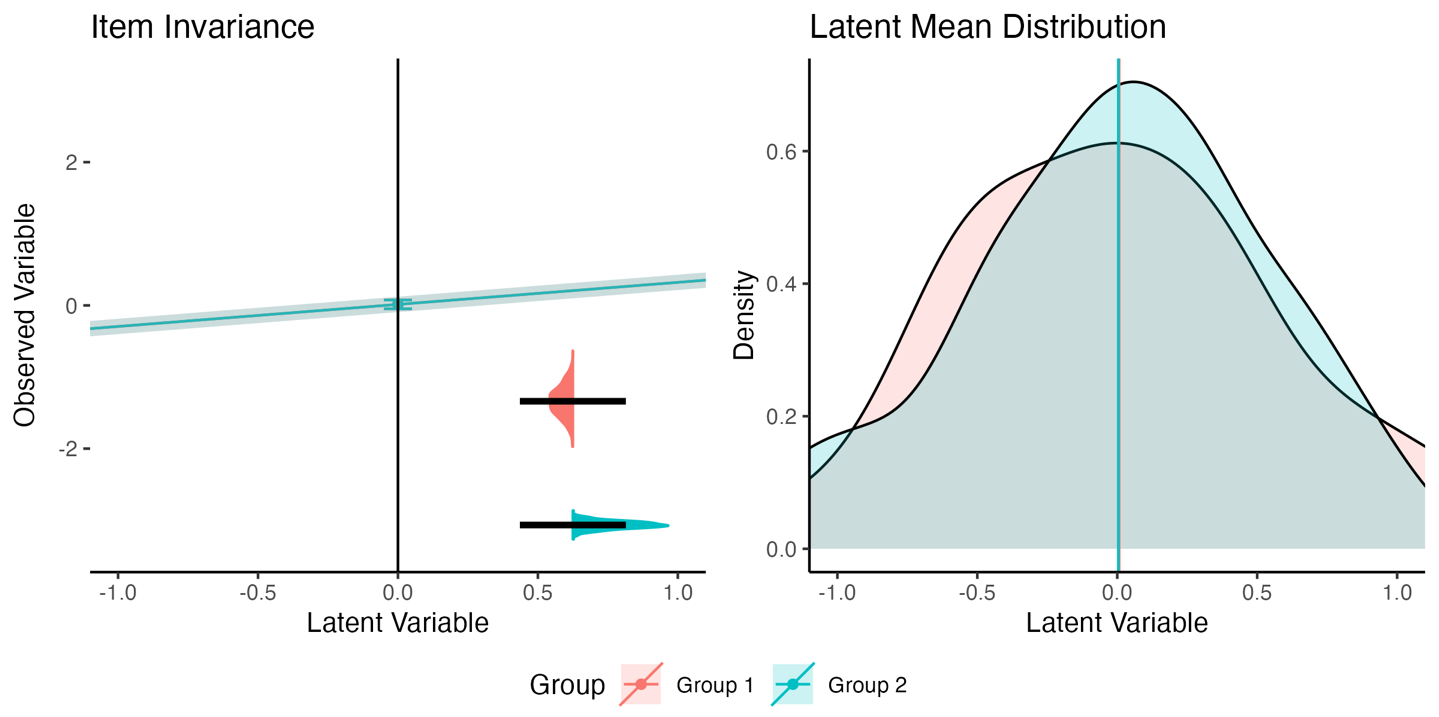 Item Invariance
Observed Variable
2
0
-2
-1.0
-0.5
0.0
0.5
1.0
Latent Variable
Latent Mean Distribution
Density
0.6
0.4
0.2
0.0
-1.0
-0.5
0.0
0.5
1.0
Latent Variable
Group
Group 1
Group 2